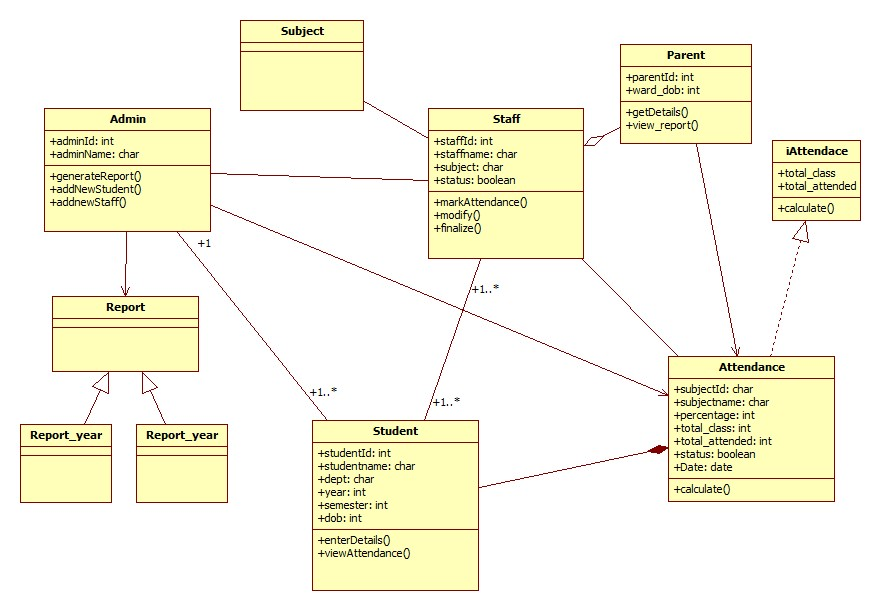 Subject
Parent
+parentId: int
+ward_dob: int
+getDetails()
+view_report()
Admin
+adminId: int
+adminName: char
+generateReport()
+addNewStudent()
+addnewStaff()
Staff
+staffId: int
+staffname: char
+subject: char
+status: boolean
+markAttendance()
+modify()
+finalize()
iAttendace
+total_class
+total_attended
+calculate()
+1
+1..*
Report
Attendance
+subjectId: char
+subjectname: char
+percentage: int
+total_class: int
+total_attended: int
+status: boolean
+Date: date
+calculate()
+1..*
+1..*
Report_year
Report_year
Student
+studentId: int
+studentname: char
+dept: char
+year: int
+semester: int
+dob: int
+enterDetails()
+viewAttendance()